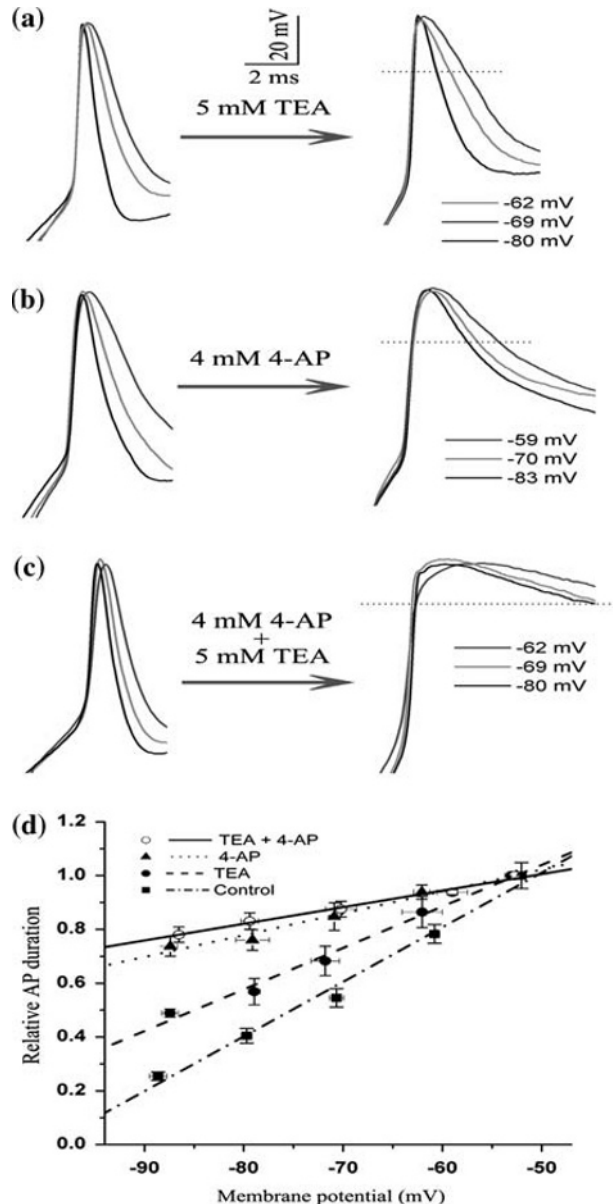 (a)
20 mV
2 ms
5 mM TEA
-62 mV
-69 mV
-80 mV
(b)
4 mM 4-AP
-59 mV
-70 mV
-83 mV
(c)
4 mM 4-AP
+
5 mM TEA
-62 mV
-69 mV
-80 mV
(d)
1.2
1.0
0.8
0.6
0.4
0.2
0.0
Relative AP duration
TEA + 4-AP
4-AP
TEA
Control
-90 -80 -70 -60 -50
Membrane potential (mV)